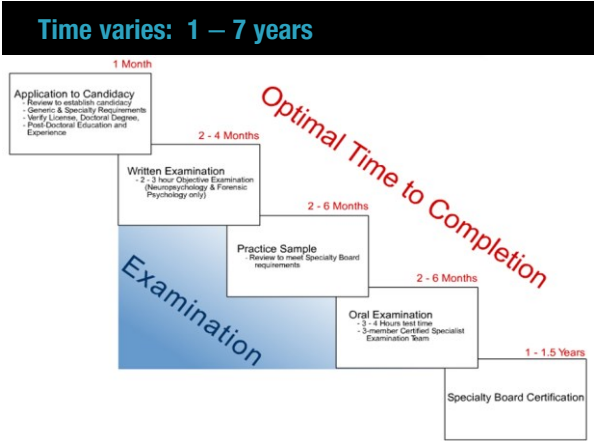 Time varies:  1 – 7 years
1 Month
Application to Candidacy
- Review to establish candidacy
- Generic & Specialty Requirements
- Verify License, Doctoral Degree,
- Post-Doctoral Education and
Experience
Optimal Time to Completion
2 - 4 Months
Written Examination
- 2 - 3 hour Objective Examination
(Neuropsychology & Forensic
Psychology only)
2 - 6 Months
Practice Sample
- Review to meet Specialty Board
requirements
Examination
2 - 6 Months
Oral Examination
- 3 - 4 Hours test time
- 3-member Certified Specialist
Examination Team
1 - 1.5 Years
Specialty Board Certification